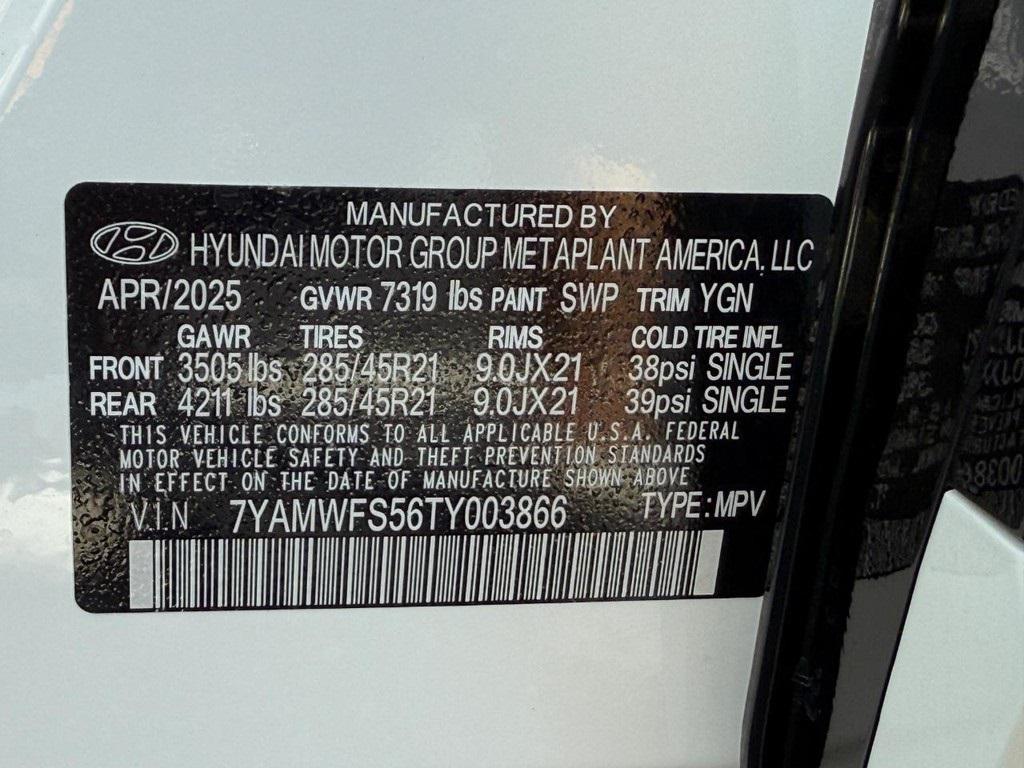 MANUFACTURED BY
HYUNDAI MOTOR GROUP METAPLANT AMERICA, LLC
APR/2025 GVWR 7319 lbs PAINT SWP TRIM YGN
GAWR TIRES RIMS COLD TIRE INFL
FRONT 3505 lbs 285/45R21 9.0JX21 38psi SINGLE
REAR 4211 lbs 285/45R21 9.0JX21 39psi SINGLE
THIS VEHICLE CONFORMS TO ALL APPLICABLE U.S.A. FEDERAL
MOTOR VEHICLE SAFETY AND THEFT PREVENTION STANDARDS
IN EFFECT ON THE DATE OF MANUFACTURE SHOWN ABOVE
V.I.N 7YAMWFS56TY003866 TYPE: MPV